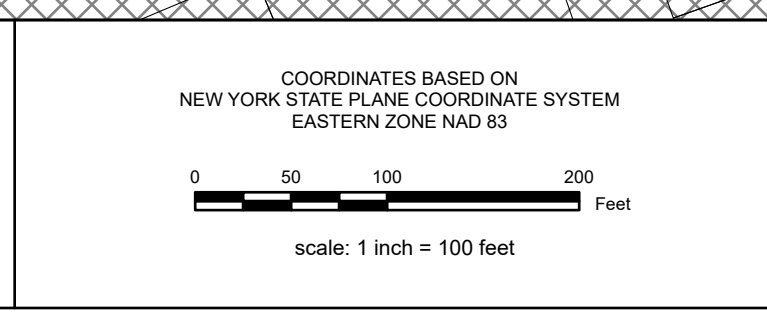 COORDINATES BASED ON
NEW YORK STATE PLANE COORDINATE SYSTEM
EASTERN ZONE NAD 83
0 50 100 200
Feet
scale: 1 inch = 100 feet